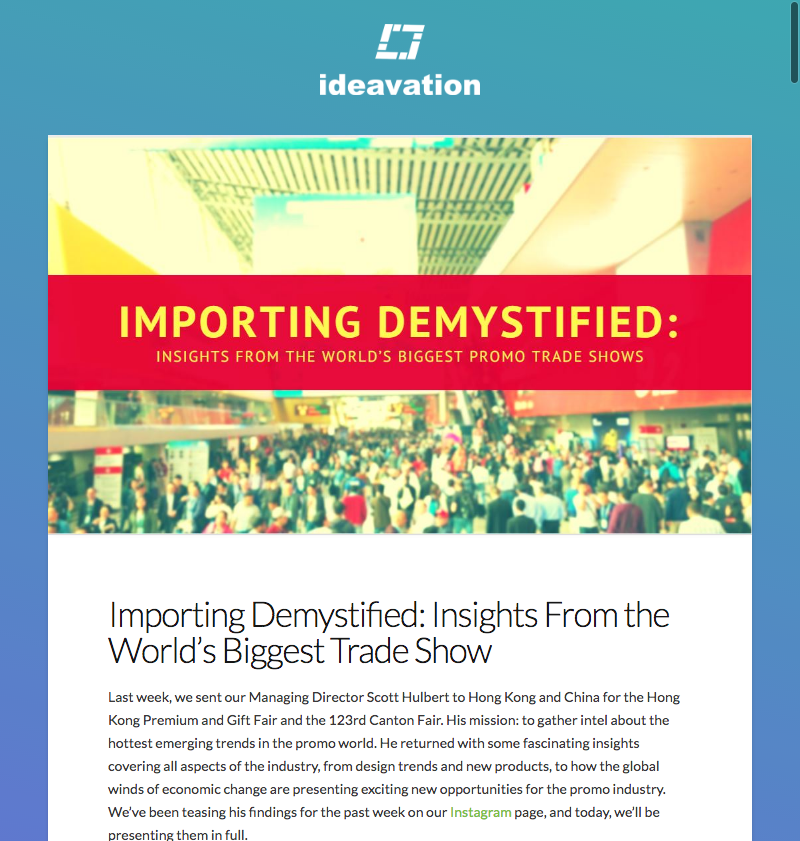 ideavation
IMPORTING DEMYSTIFIED:
INSIGHTS FROM THE WORLD'S BIGGEST PROMO TRADE SHOWS
Importing Demystified: Insights From the
World’s Biggest Trade Show
Last week, we sent our Managing Director Scott Hulbert to Hong Kong and China for the Hong
Kong Premium and Gift Fair and the 123rd Canton Fair. His mission: to gather intel about the
hottest emerging trends in the promo world. He returned with some fascinating insights
covering all aspects of the industry, from design trends and new products, to how the global
winds of economic change are presenting exciting new opportunities for the promo industry.
We’ve been teasing his findings for the past week on our Instagram page, and today, we’ll be
presenting them in full.